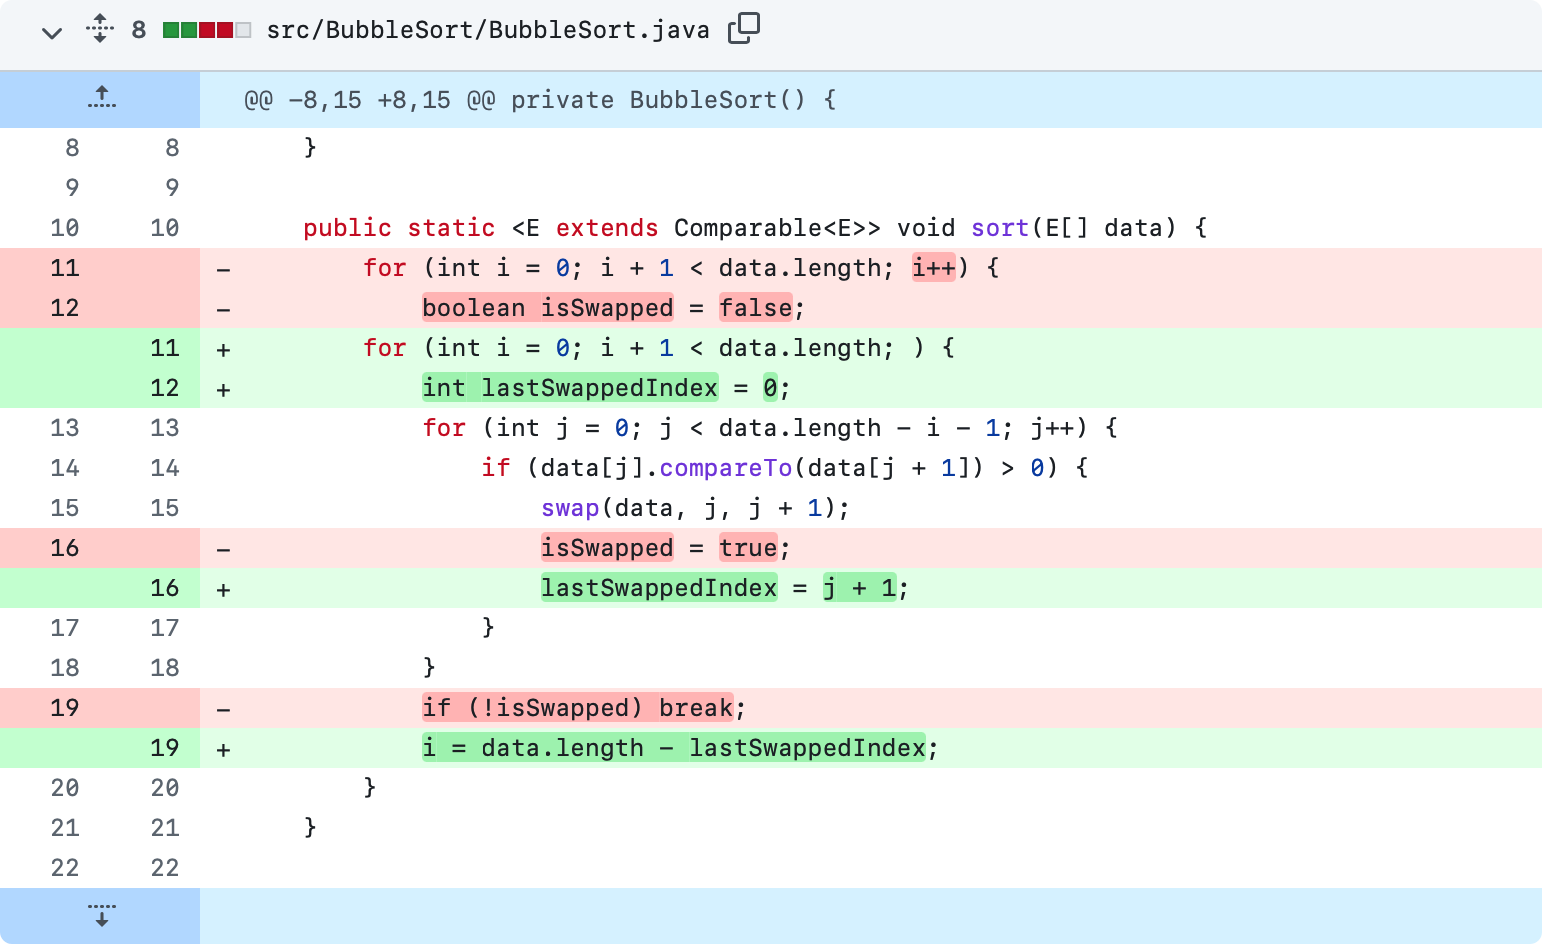 8 src/BubbleSort/BubbleSort.java
@@ -8,15 +8,15 @@ private BubbleSort() {
8 8 }
9 9
10 10 public static <E extends Comparable<E>> void sort(E[] data) {
11 - for (int i = 0; i + 1 < data.length; i++) {
12 - boolean isSwapped = false;
11 + for (int i = 0; i + 1 < data.length; ) {
12 + int lastSwappedIndex = 0;
13 13 for (int j = 0; j < data.length - i - 1; j++) {
14 14 if (data[j].compareTo(data[j + 1]) > 0) {
15 15 swap(data, j, j + 1);
16 - isSwapped = true;
16 + lastSwappedIndex = j + 1;
17 17 }
18 18 }
19 - if (!isSwapped) break;
19 + i = data.length - lastSwappedIndex;
20 20 }
21 21 }
22 22